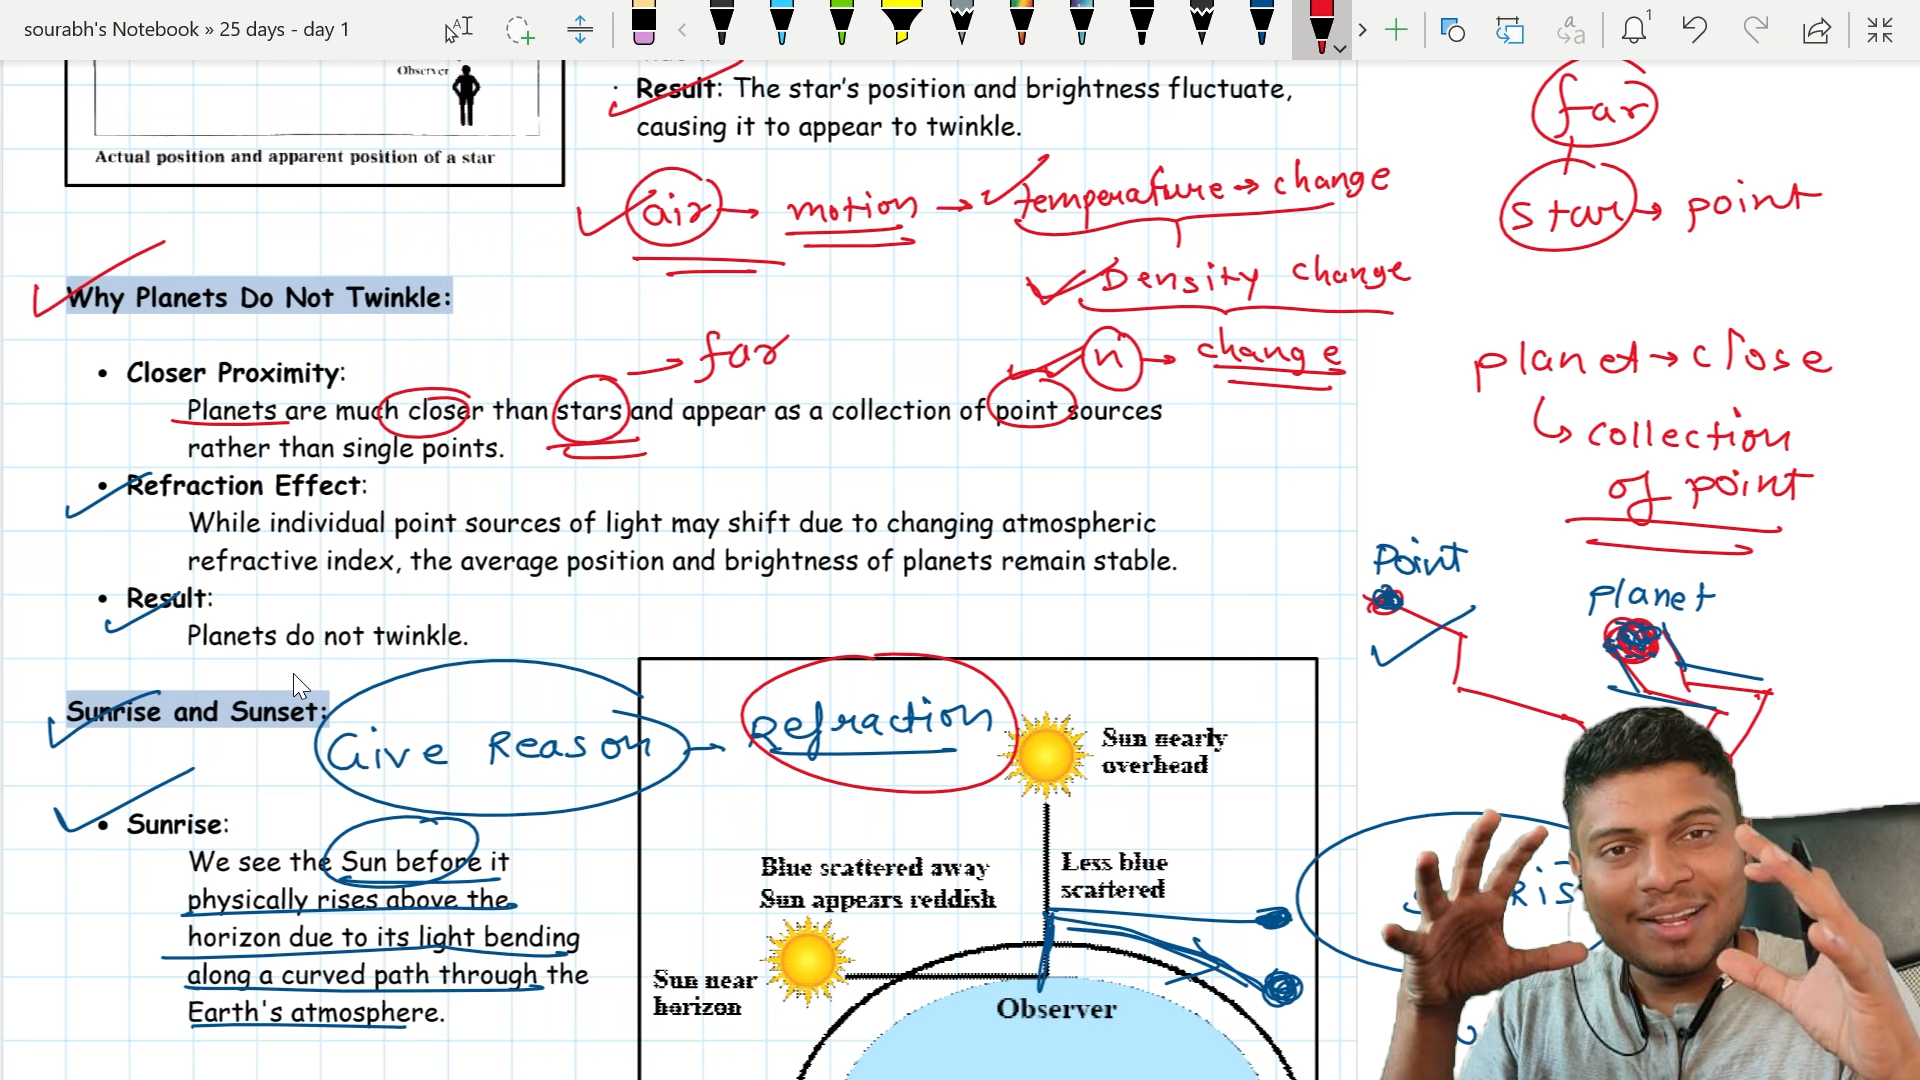 sourabh's Notebook » 25 days - day 1
Observer
Actual position and apparent position of a star
· Result: The star's position and brightness fluctuate,
causing it to appear to twinkle.
air → motion → temperature → change
Density change
n → change
far
star → point
Why Planets Do Not Twinkle:
→ far
• Closer Proximity:
Planets are much closer than stars and appear as a collection of point sources
rather than single points.
• Refraction Effect:
While individual point sources of light may shift due to changing atmospheric
refractive index, the average position and brightness of planets remain stable.
• Result:
Planets do not twinkle.
planet → close
↳ collection
of point
Point
planet
Sunrise and Sunset:
Give Reason → Refraction
• Sunrise:
We see the Sun before it
physically rises above the
horizon due to its light bending
along a curved path through the
Earth's atmosphere.
Sun nearly
overhead
Blue scattered away
Sun appears reddish
Less blue
scattered
Sun near
horizon
Observer